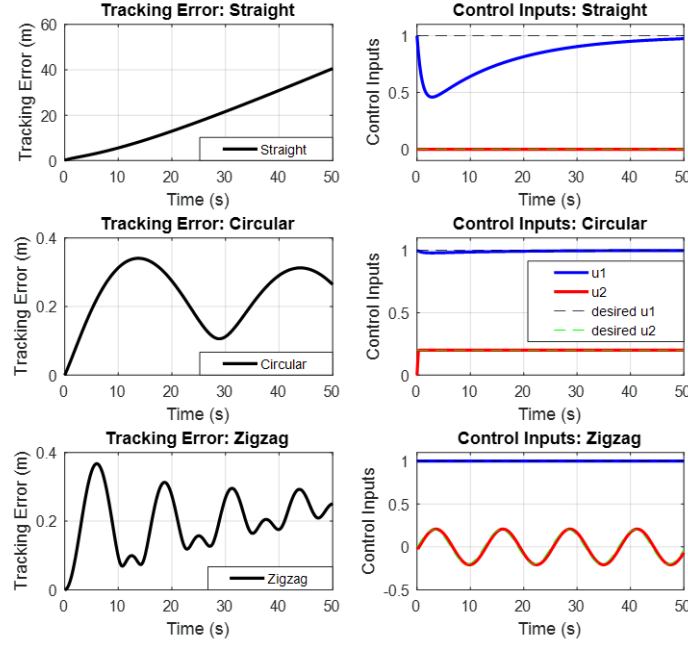 Tracking Error: Straight
Tracking Error (m)
60
40
20
0
0 10 20 30 40 50
Straight
Time (s)
Control Inputs: Straight
Control Inputs
1
0.5
0
0 10 20 30 40 50
Time (s)
Tracking Error: Circular
Tracking Error (m)
0.4
0.2
0
0 10 20 30 40 50
Circular
Time (s)
Control Inputs: Circular
Control Inputs
1
0.5
0
0 10 20 30 40 50
u1
u2
desired u1
desired u2
Time (s)
Tracking Error: Zigzag
Tracking Error (m)
0.4
0.2
0
0 10 20 30 40 50
Zigzag
Time (s)
Control Inputs: Zigzag
Control Inputs
1
0.5
0
-0.5
0 10 20 30 40 50
Time (s)